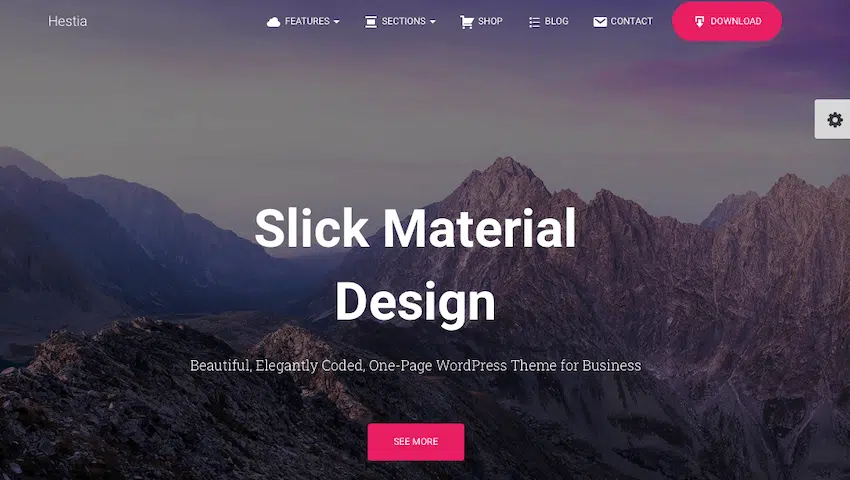 Hestia
FEATURES
SECTIONS
SHOP
BLOG
CONTACT
DOWNLOAD
Slick Material
Design
Beautiful, Elegantly Coded, One-Page WordPress Theme for Business
SEE MORE